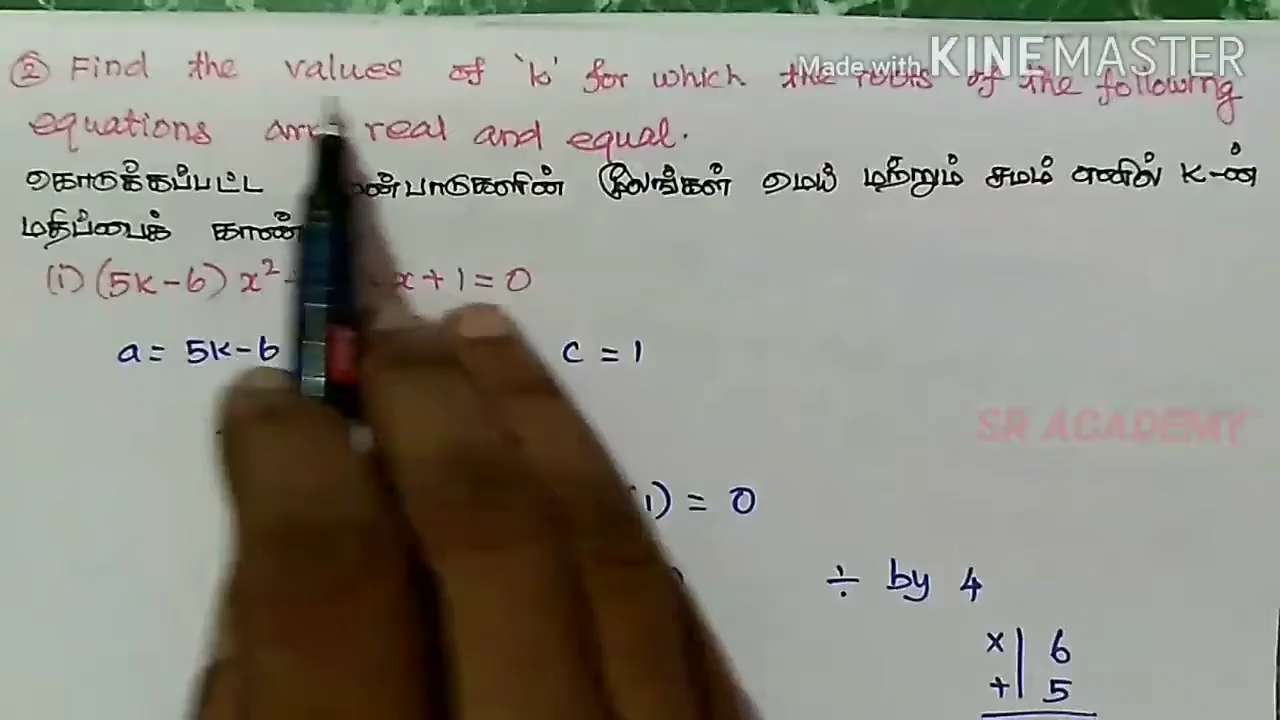 ② Find the values of 'k' for which the roots of the following
equations are real and equal.
கொடுக்கப்பட்ட மூலங்கள் மெய் மற்றும் சமம் எனில் K-ன்
மதிப்பைக்
(i) (5k-6) x² x+1=0
a = 5k-6 c = 1
1) = 0
÷ by 4
x | 6
+ | 5
Made with KINEMASTER
SR ACADEMY